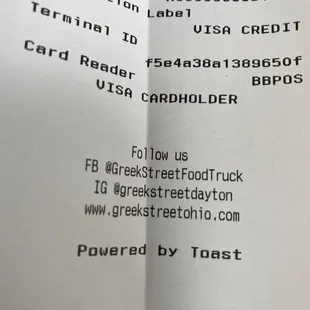 Label
Terminal ID
VISA CREDIT
Card Reader f5e4a38a1389650f
BBPOS
VISA CARDHOLDER
Follow us
FB @GreekStreetFoodTruck
IG @greekstreetdayton
www.greekstreetohio.com
Powered by Toast